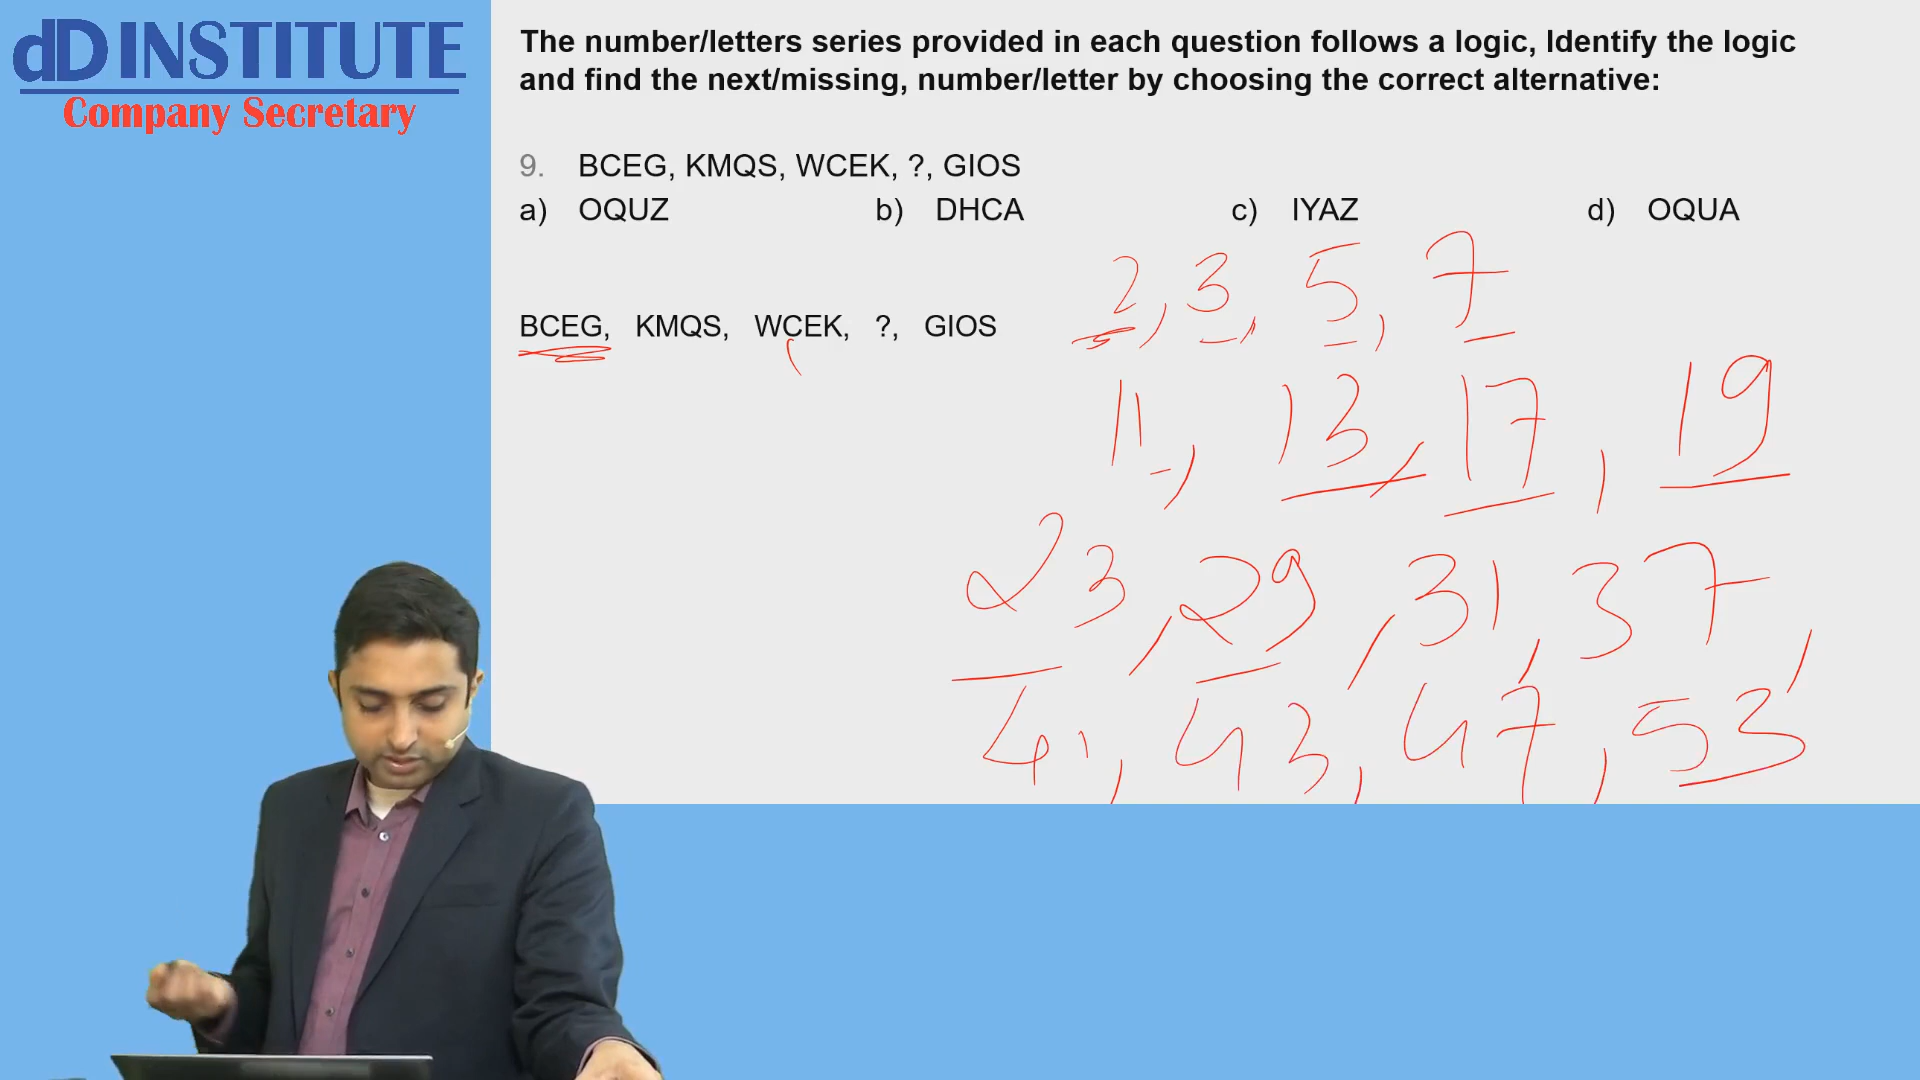 dD INSTITUTE
Company Secretary
The number/letters series provided in each question follows a logic, Identify the logic
and find the next/missing, number/letter by choosing the correct alternative:
9. BCEG, KMQS, WCEK, ?, GIOS
a) OQUZ b) DHCA c) IYAZ d) OQUA
2, 3, 5, 7
BCEG, KMQS, WCEK, ?, GIOS
11, 13, 17, 19
23, 29, 31, 37,
41, 43, 47, 53